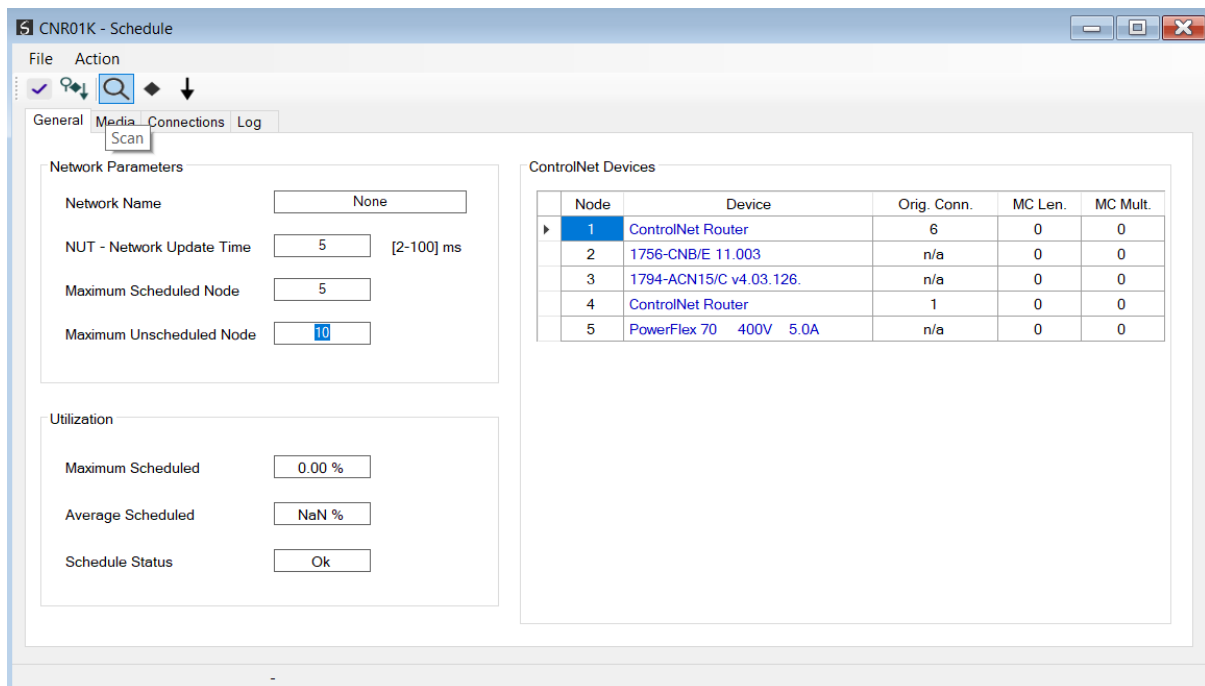 CNR01K - Schedule
File Action
General Media Connections Log
Scan
Network Parameters
Network Name None
NUT - Network Update Time 5 [2-100] ms
Maximum Scheduled Node 5
Maximum Unscheduled Node 10
Utilization
Maximum Scheduled 0.00 %
Average Scheduled NaN %
Schedule Status Ok
ControlNet Devices
Node Device Orig. Conn. MC Len. MC Mult.
1 ControlNet Router 6 0 0
2 1756-CNB/E 11.003 n/a 0 0
3 1794-ACN15/C v4.03.126. n/a 0 0
4 ControlNet Router 1 0 0
5 PowerFlex 70 400V 5.0A n/a 0 0
-